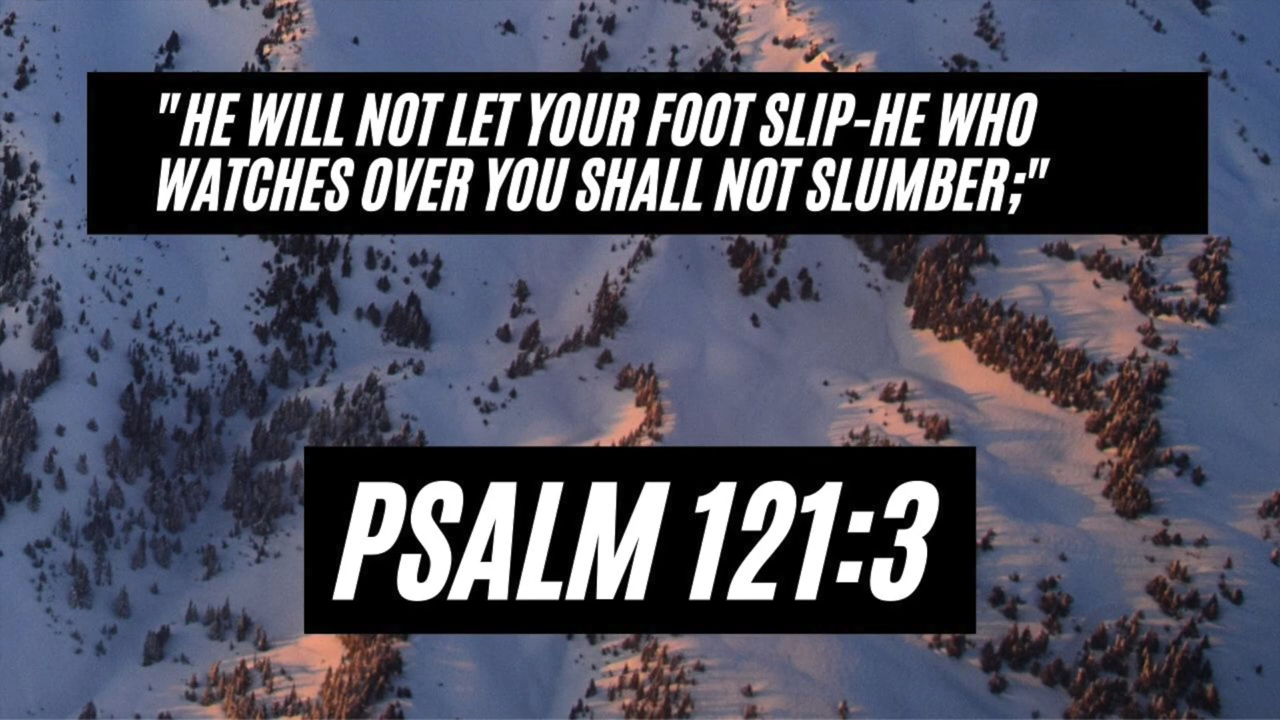 "HE WILL NOT LET YOUR FOOT SLIP-HE WHO
WATCHES OVER YOU SHALL NOT SLUMBER;"
PSALM 121:3